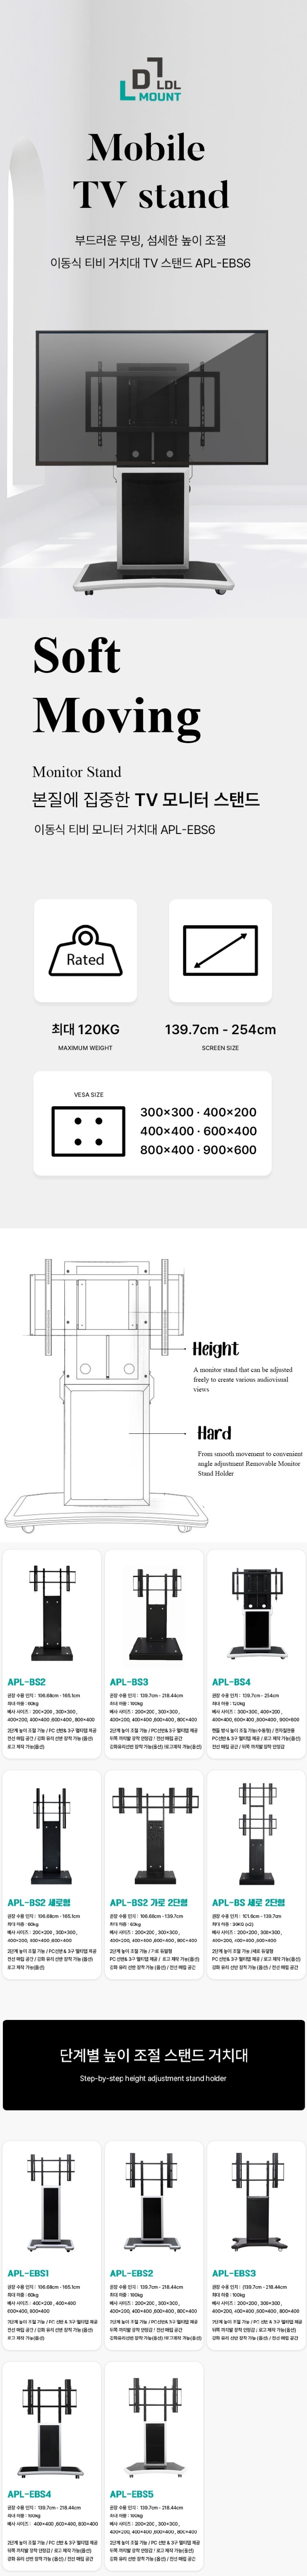 LDL
MOUNT
Mobile
TV stand
부드러운 무빙, 섬세한 높이 조절
이동식 티비 거치대 TV 스탠드 APL-EBS6
Soft
Moving
Monitor Stand
본질에 집중한 TV 모니터 스탠드
이동식 티비 모니터 거치대 APL-EBS6
Rated
최대 120KG
MAXIMUM WEIGHT
139.7cm - 254cm
SCREEN SIZE
VESA SIZE
300×300 · 400×200
400×400 · 600×400
800×400 · 900×600
Height
A monitor stand that can be adjusted
freely to create various audiovisual
views
Hard
From smooth movement to convenient
angle adjustment Removable Monitor
Stand Holder
APL-BS2
권장 수용 인치 : 106.68cm - 165.1cm
최대 하중 : 60kg
베사 사이즈 : 200×200 , 300×300 ,
400×200, 400×400 ,600×400 , 800×400
2단계 높이 조절 가능 / PC 선반& 3구 멀티탭 제공
전선 매립 공간 / 강화 유리 선반 장착 가능 (옵션)
로고 제작 가능(옵션)
APL-BS3
권장 수용 인치 : 139.7cm - 218.44cm
최대 하중 : 100kg
베사 사이즈 : 200×200 , 300×300 ,
400×200, 400×400 ,600×400 , 800×400
2단계 높이 조절 가능 / PC선반& 3구 멀티탭 제공
뒤쪽 까치발 장착 안정감 / 전선 매립 공간
강화유리선반 장착 가능(옵션) /로고제작 가능(옵션)
APL-BS4
권장 수용 인치 : 139.7cm - 254cm
최대 하중 : 120kg
베사 사이즈 : 300×300 , 400×200 ,
400×400, 600×400 ,800×400 , 900×600
핸들 방식 높이 조절 가능(수동형) / 전자칠판용
PC선반 & 3구 멀티탭 제공 / 로고 제작 가능(옵션)
전선 매립 공간 / 뒤쪽 까치발 장착 안정감
APL-BS2 세로형
권장 수용 인치 : 106.68cm - 165.1cm
최대 하중 : 60kg
베사 사이즈 : 200×200 , 300×300 ,
400×200, 400×400 ,600×400
2단계 높이 조절 가능 / PC선반 & 3구 멀티탭 제공
전선 매립 공간 / 강화 유리 선반 장착 가능 (옵션)
로고 제작 가능(옵션)
APL-BS2 가로 2단형
권장 수용 인치 : 106.68cm - 139.7cm
최대 하중 : 60kg
베사 사이즈 : 200×200 , 300×300 ,
400×200, 400×400 ,600×400 , 800×400
2단계 높이 조절 가능 / 가로 듀얼형
PC 선반& 3구 멀티탭 제공 / 로고 제작 가능(옵션)
강화 유리 선반 장착 가능 (옵션) / 전선 매립 공간
APL-BS 세로 2단형
권장 수용 인치 : 101.6cm - 139.7cm
최대 하중 : 30KG (x2)
베사 사이즈 : 200×200 , 300×300 ,
400×200, 400×400 ,600×400
2단계 높이 조절 가능 /세로 듀얼형
PC 선반& 3구 멀티탭 제공 / 로고 제작 가능(옵션)
강화 유리 선반 장착 가능 (옵션) / 전선 매립 공간
단계별 높이 조절 스탠드 거치대
Step-by-step height adjustment stand holder
APL-EBS1
권장 수용 인치 : 106.68cm - 165.1cm
최대 하중 : 60kg
베사 사이즈 : 400×200 , 400×400
600×400, 800×400
2단계 높이 조절 가능 / PC 선반 & 3구 멀티탭 제공
전선 매립 공간 / 강화 유리 선반 장착 가능 (옵션)
로고 제작 가능(옵션)
APL-EBS2
권장 수용 인치 : 139.7cm - 218.44cm
최대 하중 : 100kg
베사 사이즈 : 200×200 , 300×300 ,
400×200, 400×400 ,600×400 , 800×400
2단계 높이 조절 가능 / PC선반& 3구 멀티탭 제공
뒤쪽 까치발 장착 안정감 / 전선 매립 공간
강화유리선반 장착 가능(옵션) /로고제작 가능(옵션)
APL-EBS3
권장 수용 인치 : (139.7cm - 218.44cm
최대 하중 : 100kg
베사 사이즈 : 200×200 , 300×300 ,
400×200, 400×400 ,600×400 , 800×400
2단계 높이 조절 가능 / PC 선반 & 3구 멀티탭 제공
뒤쪽 까치발 장착 안정감 / 로고 제작 가능(옵션)
강화 유리 선반 장착 가능 (옵션) / 전선 매립 공간
APL-EBS4
권장 수용 인치 : 139.7cm - 218.44cm
최대 하중 : 100kg
베사 사이즈 : 400×400 ,600×400, 800×400
2단계 높이 조절 가능 / PC 선반 & 3구 멀티탭 제공
뒤쪽 까치발 장착 안정감 / 로고 제작 가능(옵션)
강화 유리 선반 장착 가능 (옵션) / 전선 매립 공간
APL-EBS5
권장 수용 인치 : 139.7cm - 218.44cm
최대 하중 : 100kg
베사 사이즈 : 200×200 , 300×300 ,
400×200, 400×400 ,600×400 , 800×400
2단계 높이 조절 가능 / PC 선반 & 3구 멀티탭 제공
뒤쪽 까치발 장착 안정감 / 로고 제작 가능(옵션)
강화 유리 선반 장착 가능 (옵션) / 전선 매립 공간